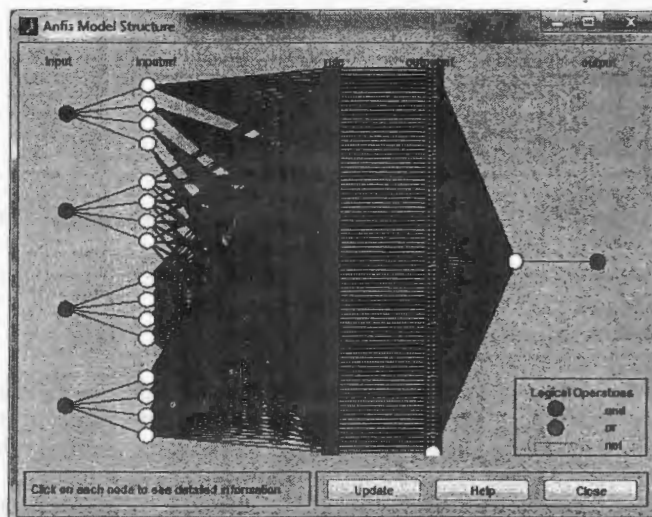 Anfis Model Structure
input inputmf rule outputmf output
Logical Operations
and
or
not
Click on each node to see detailed information
Update Help Close